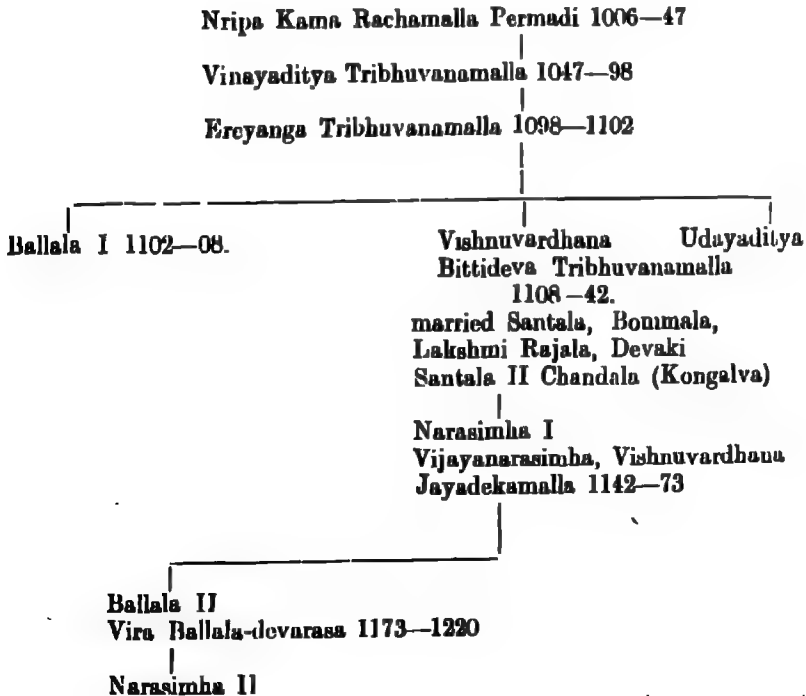 Nripa Kama Rachamalla Permadi 1006—47
Vinayaditya Tribhuvanamalla 1047—98
Ereyanga Tribhuvanamalla 1098—1102
Ballala I 1102—08.
Vishnuvardhana Udayaditya
Bittideva Tribhuvanamalla
1108—42.
married Santala, Bommala,
Lakshmi Rajala, Devaki
Santala II Chandala (Kongalva)
Narasimha I
Vijayanarasimha, Vishnuvardhana
Jayadekamalla 1142—73
Ballala II
Vira Ballala-devarasa 1173—1220
Narasimha II